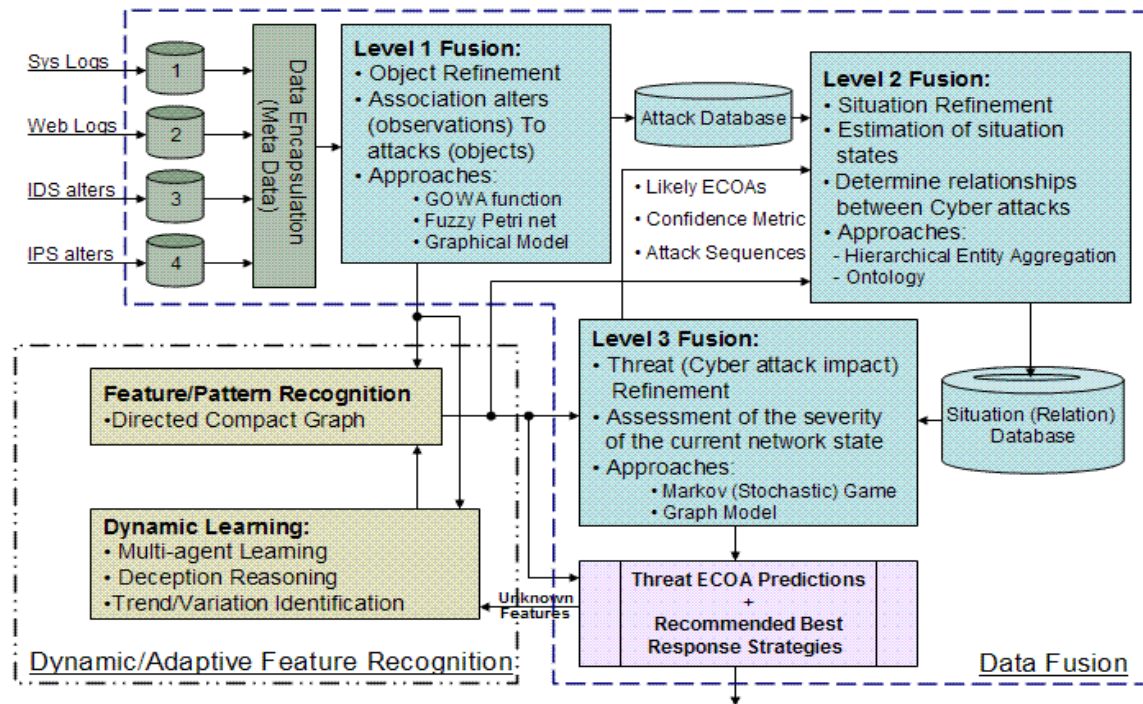 Sys Logs
1
Web Logs
2
IDS alters
3
IPS alters
4
Data Encapsulation
(Meta Data)
Level 1 Fusion:
• Object Refinement
• Association alters
(observations) To
attacks (objects)
• Approaches:
• GOWA function
• Fuzzy Petri net
• Graphical Model
Attack Database
Level 2 Fusion:
• Situation Refinement
• Estimation of situation
states
• Determine relationships
between Cyber attacks
• Approaches:
- Hierarchical Entity Aggregation
- Ontology
• Likely ECOAs
• Confidence Metric
• Attack Sequences
Level 3 Fusion:
• Threat (Cyber attack impact)
Refinement
• Assessment of the severity
of the current network state
• Approaches:
• Markov (Stochastic) Game
• Graph Model
Situation (Relation)
Database
Feature/Pattern Recognition
•Directed Compact Graph
Dynamic Learning:
• Multi-agent Learning
• Deception Reasoning
• Trend/Variation Identification
Unknown
Features
Threat ECOA Predictions
+
Recommended Best
Response Strategies
Dynamic/Adaptive Feature Recognition
Data Fusion